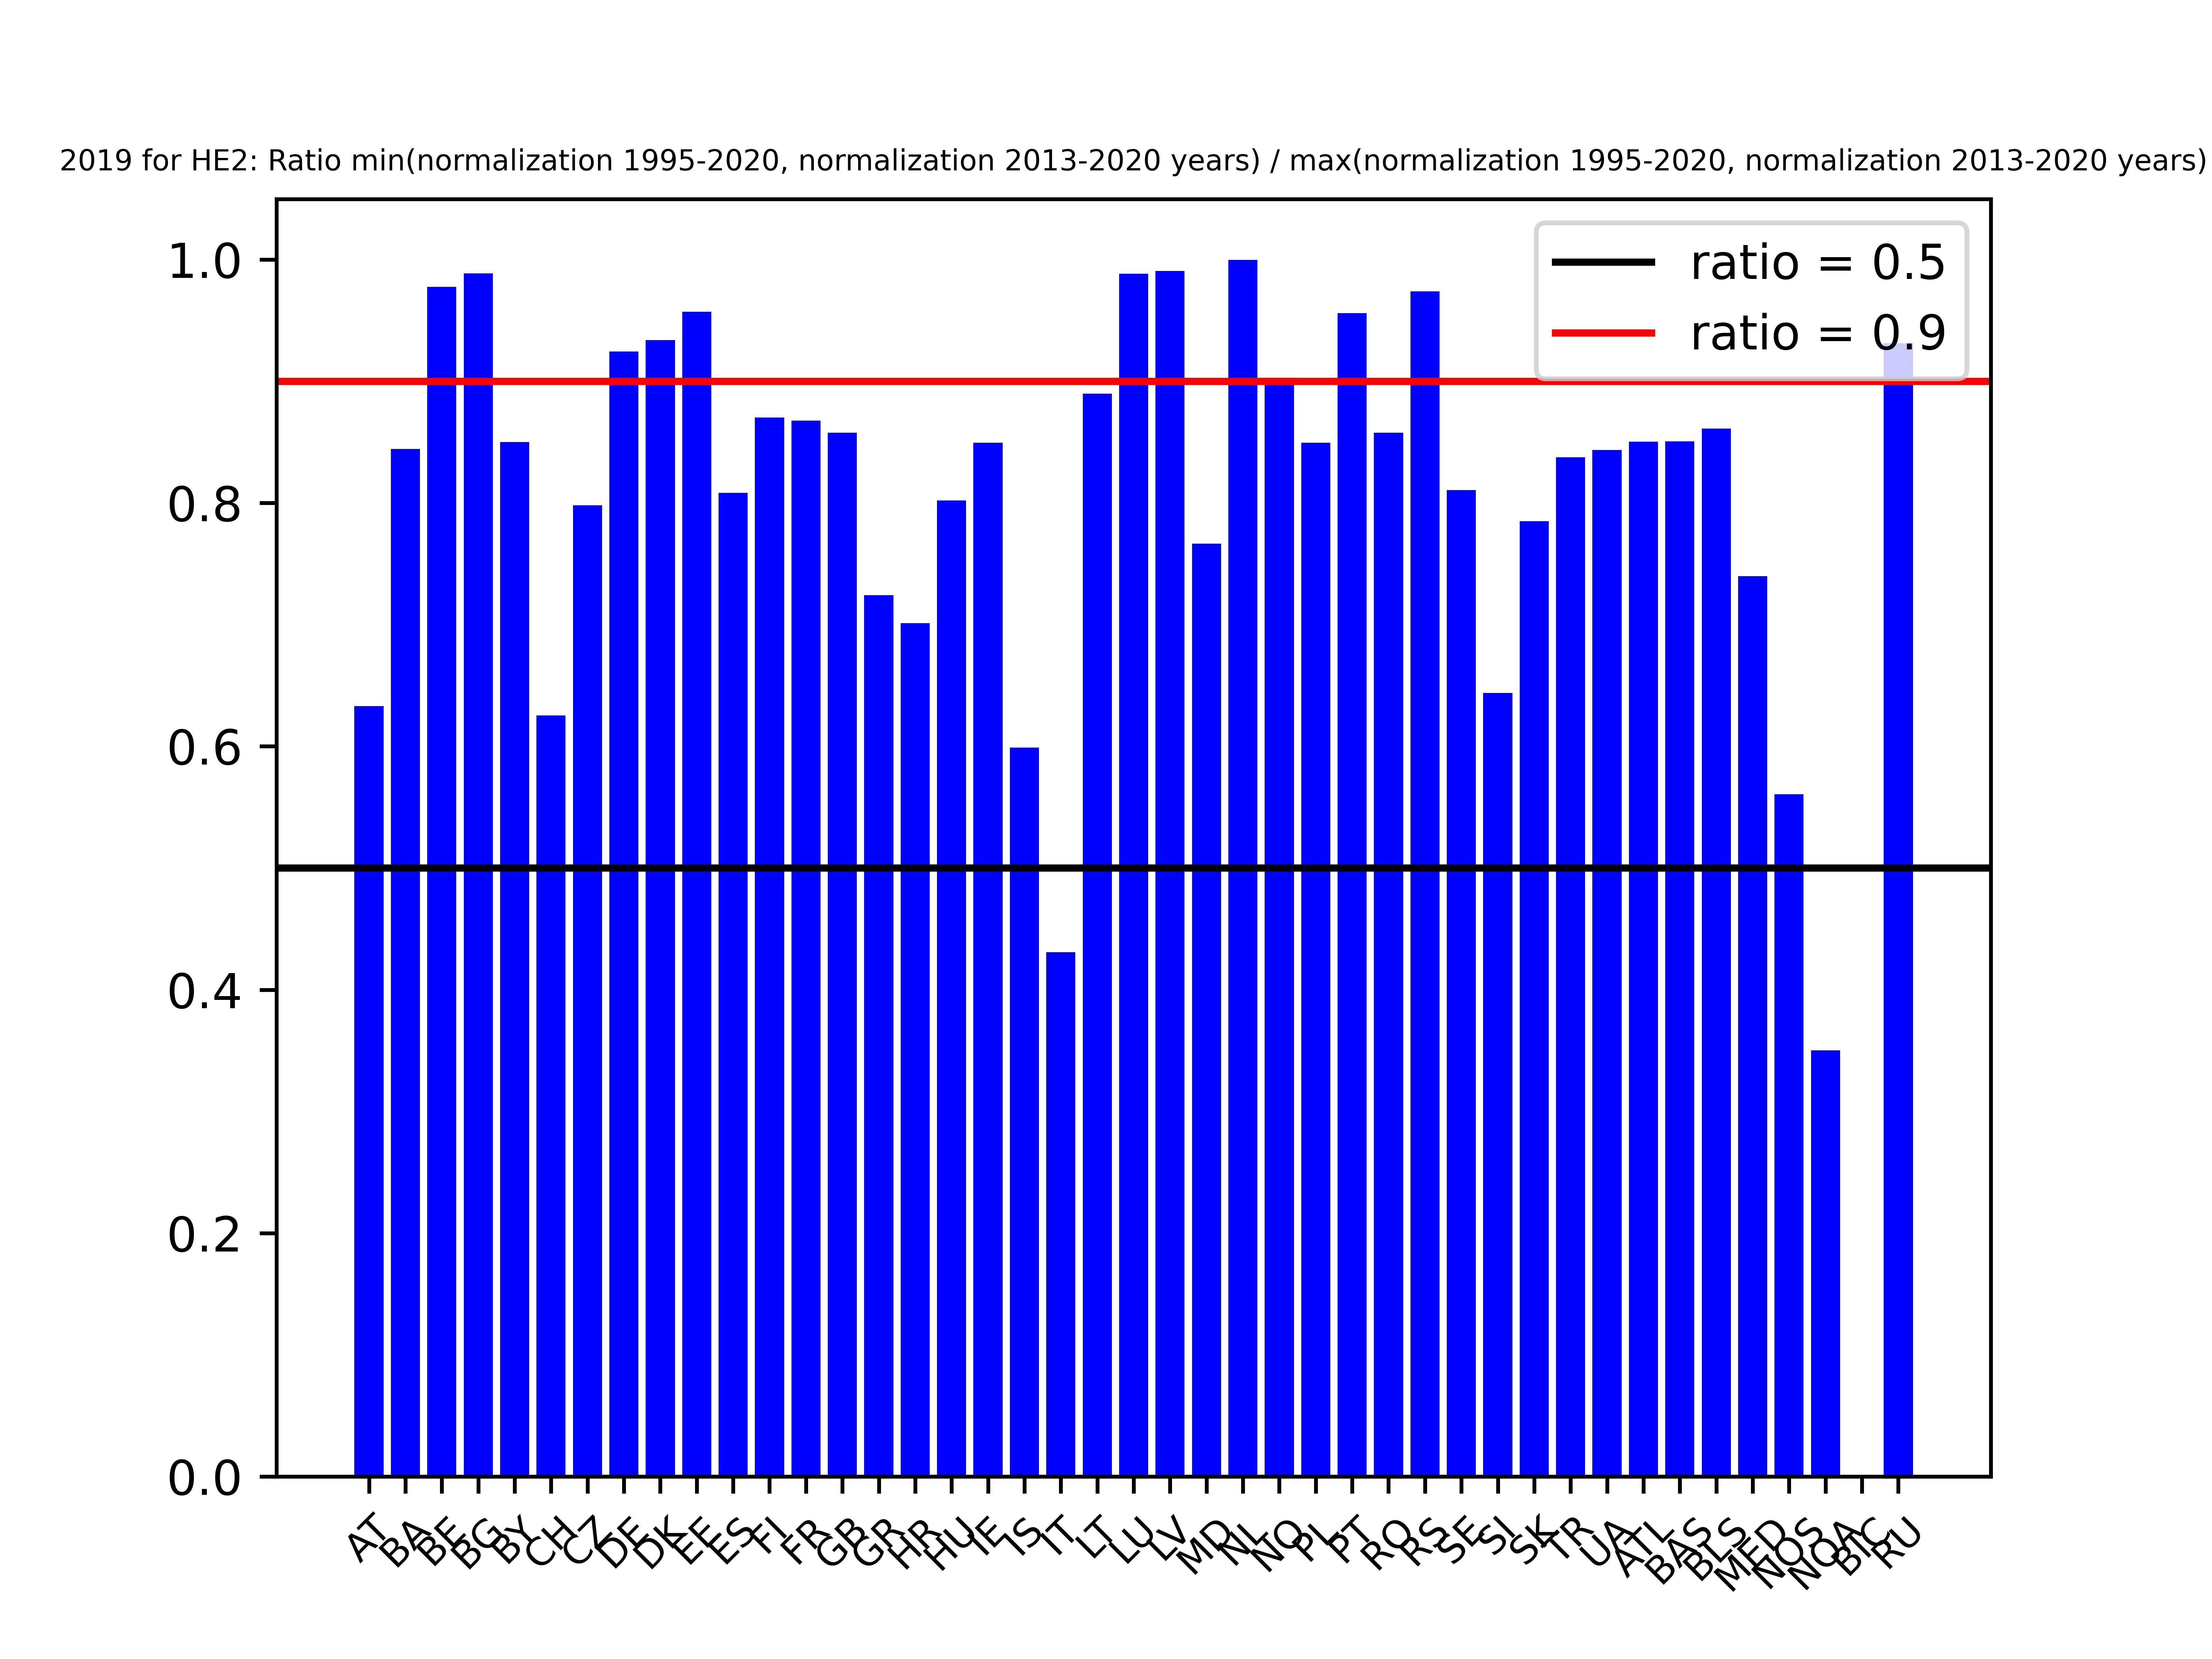 2019 for HE2: Ratio min(normalization 1995-2020, normalization 2013-2020 years) / max(normalization 1995-2020, normalization 2013-2020 years)
ratio = 0.5
ratio = 0.9
1.0
0.8
0.6
0.4
0.2
0.0
AT BA BE BG BY CH CZ DE DK EE ES FI FR GB GR HR HU IE IS IT LT LU LV MD NL NO PL PT RO RS SE SI SK TR UA ATL BAS BLS MED NOS NOA BIC RU